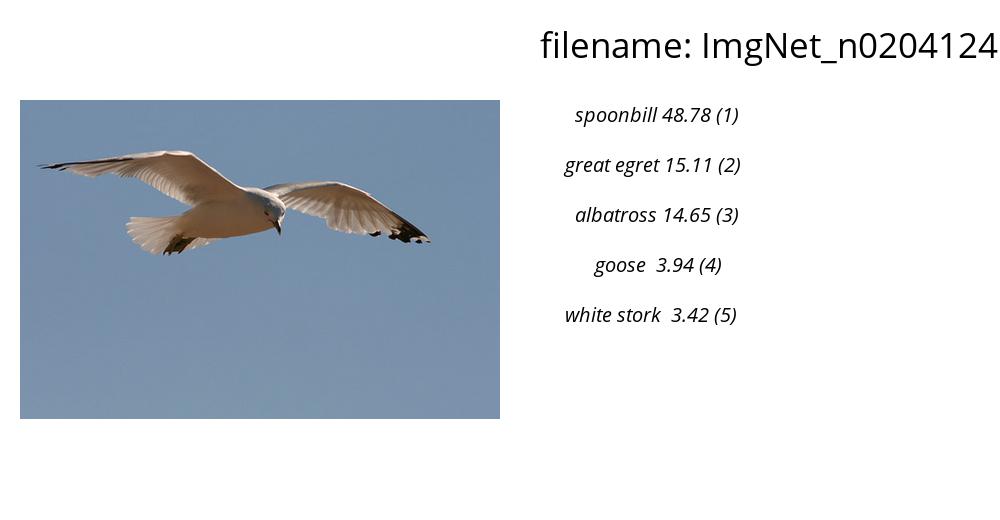 filename: ImgNet_n0204124
spoonbill 48.78 (1)
great egret 15.11 (2)
albatross 14.65 (3)
goose 3.94 (4)
white stork 3.42 (5)